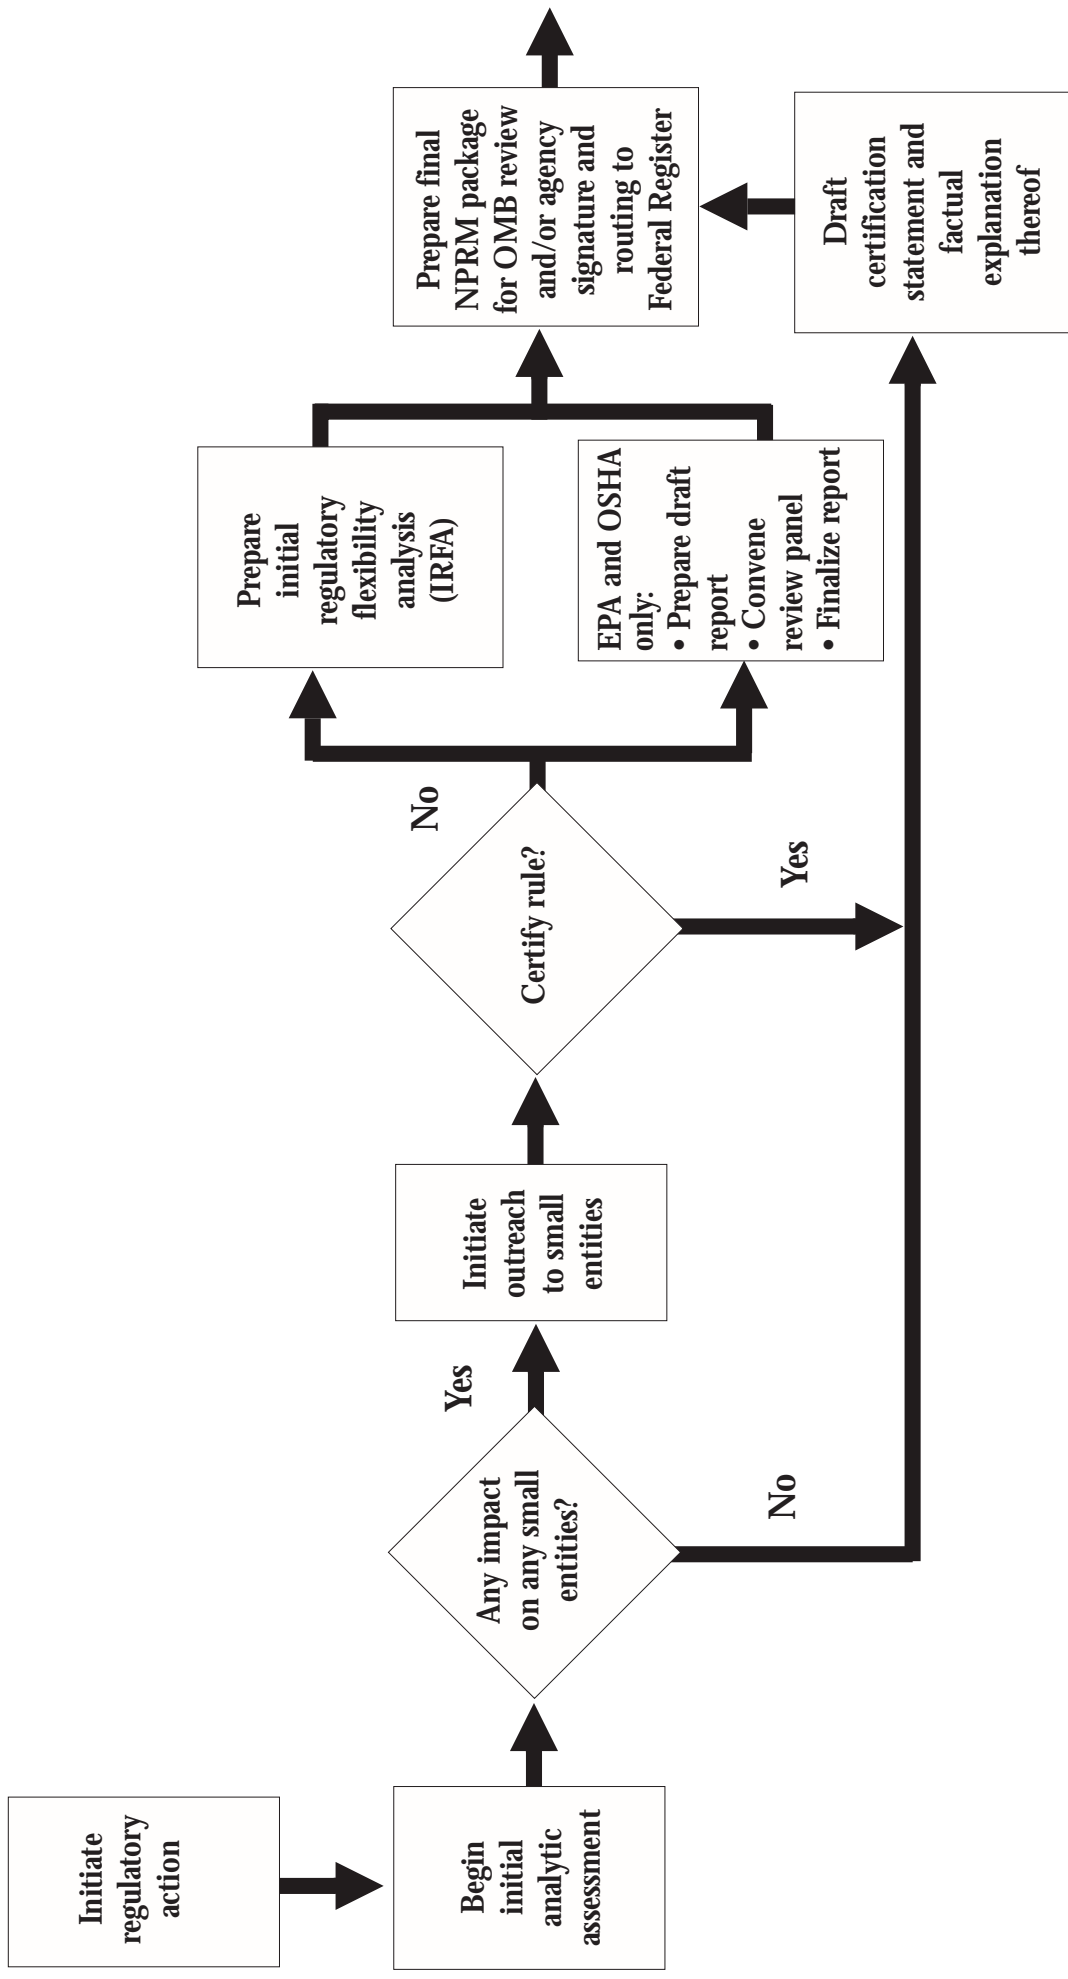 Initiate
regulatory
action
Begin
initial
analytic
assessment
Any impact
on any small
entities?
Yes
No
Initiate
outreach
to small
entities
Certify rule?
No
Yes
Prepare
initial
regulatory
flexibility
analysis
(IRFA)
EPA and OSHA
only:
• Prepare draft
report
• Convene
review panel
• Finalize report
Prepare final
NPRM package
for OMB review
and/or agency
signature and
routing to
Federal Register
Draft
certification
statement and
factual
explanation
thereof